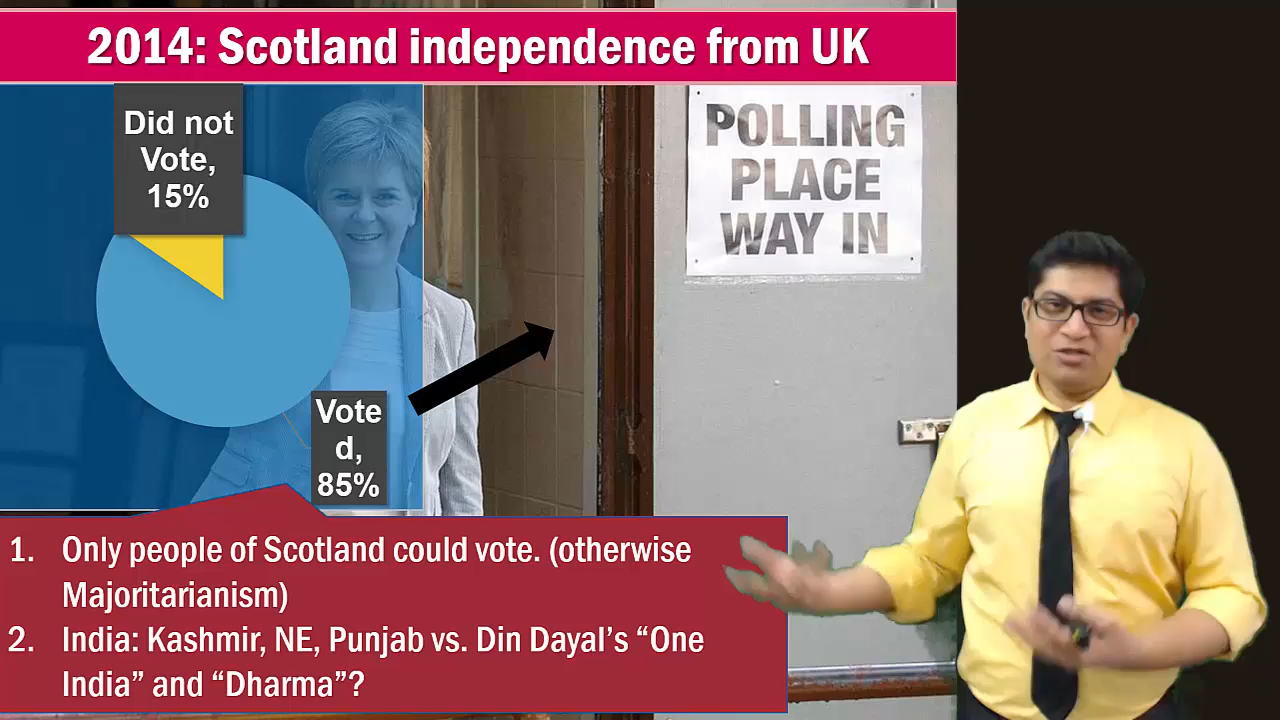 2014: Scotland independence from UK
Did not
Vote,
15%
POLLING
PLACE
WAY IN
Vote
d,
85%
1. Only people of Scotland could vote. (otherwise
Majoritarianism)
2. India: Kashmir, NE, Punjab vs. Din Dayal’s “One
India” and “Dharma”?